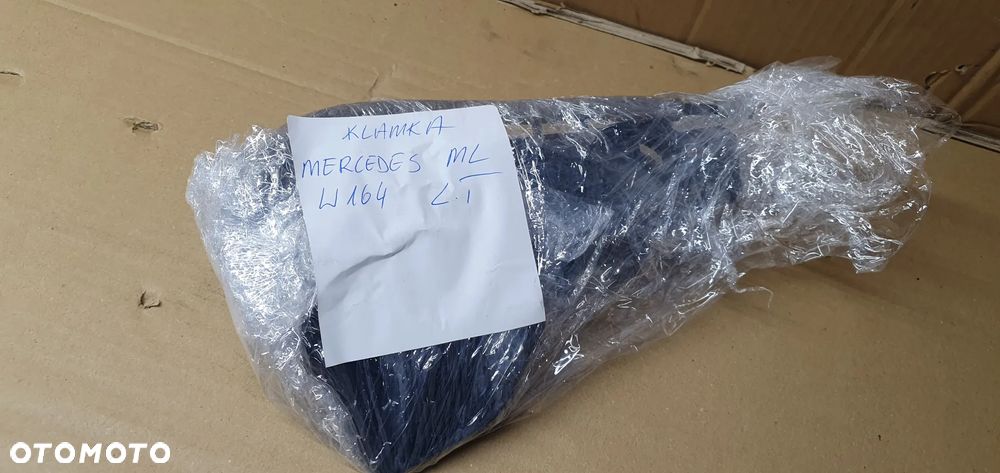 KLAMKA
MERCEDES ML
W164 L.T
OTOMOTO